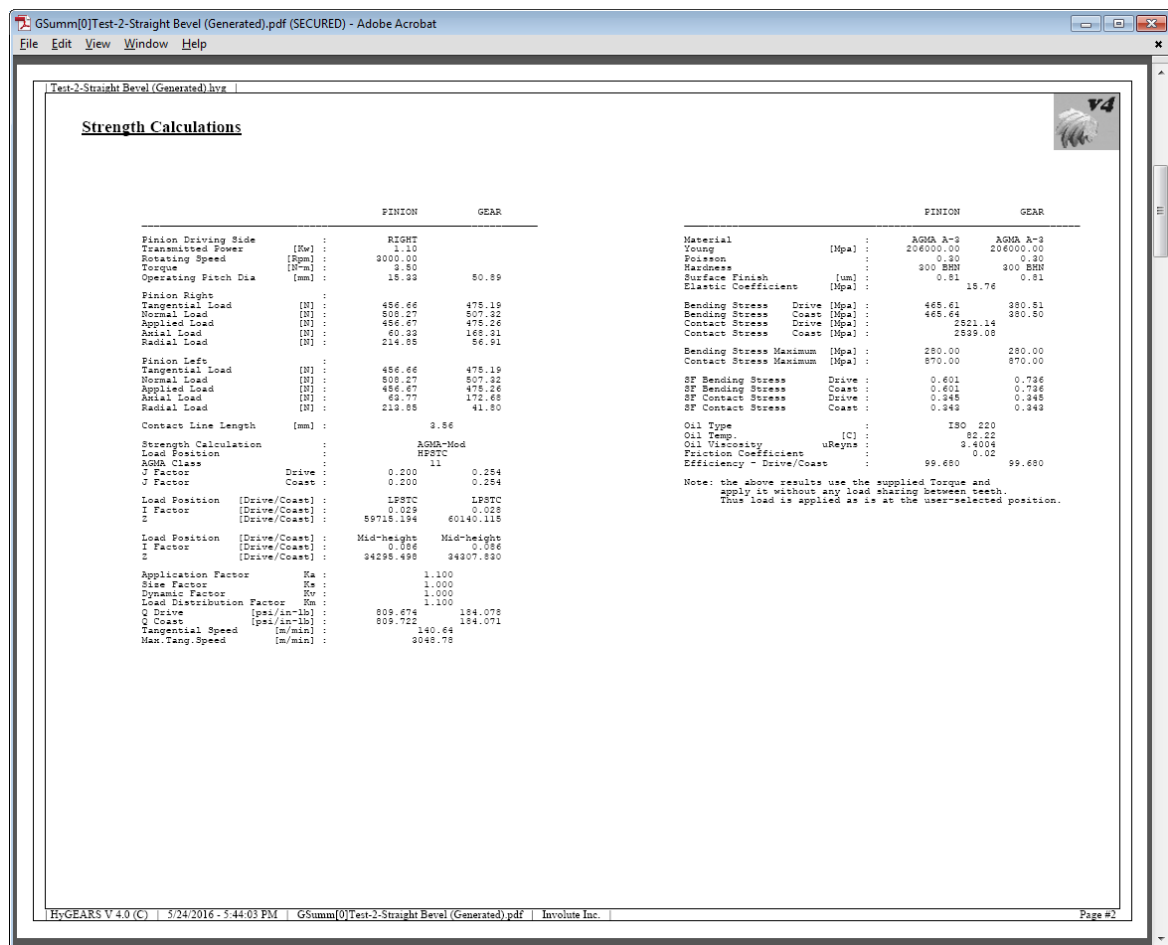 GSumm[0]Test-2-Straight Bevel (Generated).pdf (SECURED) - Adobe Acrobat
File Edit View Window Help
| Test-2-Straight Bevel (Generated).hyg |
V4
Strength Calculations
PINION GEAR
Pinion Driving Side : RIGHT
Transmitted Power [Kw] : 1.10
Rotating Speed [Rpm] : 3000.00
Torque [N-m] : 3.50
Operating Pitch Dia [mm] : 15.33 50.89
Pinion Right :
Tangential Load [N] : 456.66 475.19
Normal Load [N] : 508.27 507.32
Applied Load [N] : 456.67 475.26
Axial Load [N] : 60.33 168.31
Radial Load [N] : 214.85 56.91
Pinion Left :
Tangential Load [N] : 456.66 475.19
Normal Load [N] : 508.27 507.32
Applied Load [N] : 456.67 475.26
Axial Load [N] : 63.77 172.68
Radial Load [N] : 213.85 41.80
Contact Line Length [mm] : 3.56
Strength Calculation : AGMA-Mod
Load Position : HPSTC
AGMA Class : 11
J Factor Drive : 0.200 0.254
J Factor Coast : 0.200 0.254
Load Position [Drive/Coast] : LPSTC LPSTC
I Factor [Drive/Coast] : 0.029 0.028
Z [Drive/Coast] : 59715.194 60140.115
Load Position [Drive/Coast] : Mid-height Mid-height
I Factor [Drive/Coast] : 0.086 0.086
Z [Drive/Coast] : 34295.498 34307.830
Application Factor Ka : 1.100
Size Factor Ks : 1.000
Dynamic Factor Kv : 1.000
Load Distribution Factor Km : 1.100
Q Drive [psi/in-lb] : 809.674 184.078
Q Coast [psi/in-lb] : 809.722 184.071
Tangential Speed [m/min] : 140.64
Max.Tang.Speed [m/min] : 3048.78
PINION GEAR
Material : AGMA A-3 AGMA A-3
Young [Mpa] : 206000.00 206000.00
Poisson : 0.30 0.30
Hardness : 300 BHN 300 BHN
Surface Finish [um] : 0.81 0.81
Elastic Coefficient [Mpa] : 15.76
Bending Stress Drive [Mpa] : 465.61 380.51
Bending Stress Coast [Mpa] : 465.64 380.50
Contact Stress Drive [Mpa] : 2521.14
Contact Stress Coast [Mpa] : 2539.08
Bending Stress Maximum [Mpa] : 280.00 280.00
Contact Stress Maximum [Mpa] : 870.00 870.00
SF Bending Stress Drive : 0.601 0.736
SF Bending Stress Coast : 0.601 0.736
SF Contact Stress Drive : 0.345 0.345
SF Contact Stress Coast : 0.343 0.343
Oil Type : ISO 220
Oil Temp. [C] : 82.22
Oil Viscosity uReyns : 3.4004
Friction Coefficient : 0.02
Efficiency - Drive/Coast : 99.680 99.680
Note: the above results use the supplied Torque and
apply it without any load sharing between teeth.
Thus load is applied as is at the user-selected position.
| HyGEARS V 4.0 (C) | 5/24/2016 - 5:44:03 PM | GSumm[0]Test-2-Straight Bevel (Generated).pdf | Involute Inc. | Page #2